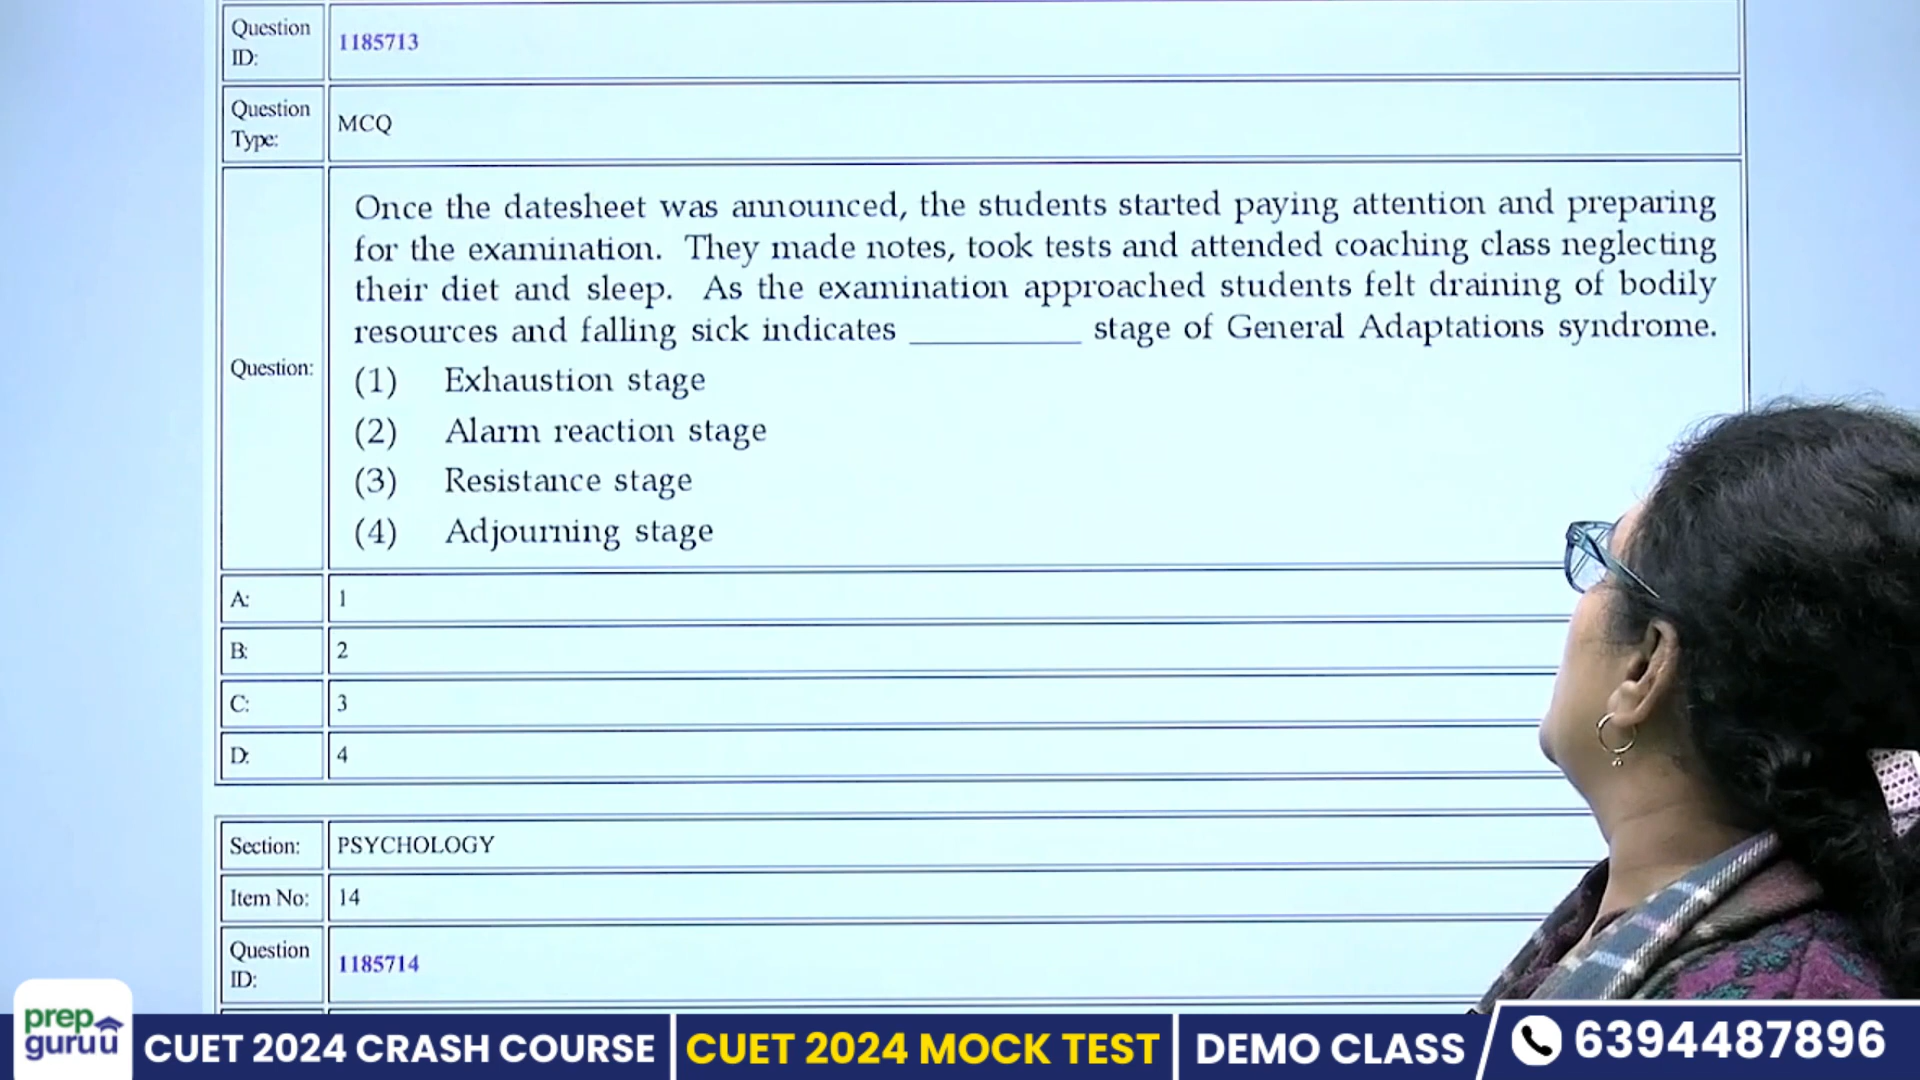 Question ID: 1185713
Question Type: MCQ
Question:
Once the datesheet was announced, the students started paying attention and preparing
for the examination. They made notes, took tests and attended coaching class neglecting
their diet and sleep. As the examination approached students felt draining of bodily
resources and falling sick indicates __________ stage of General Adaptations syndrome.
(1) Exhaustion stage
(2) Alarm reaction stage
(3) Resistance stage
(4) Adjourning stage
A: 1
B: 2
C: 3
D: 4
Section: PSYCHOLOGY
Item No: 14
Question ID: 1185714
prep guruu
CUET 2024 CRASH COURSE
CUET 2024 MOCK TEST
DEMO CLASS
6394487896